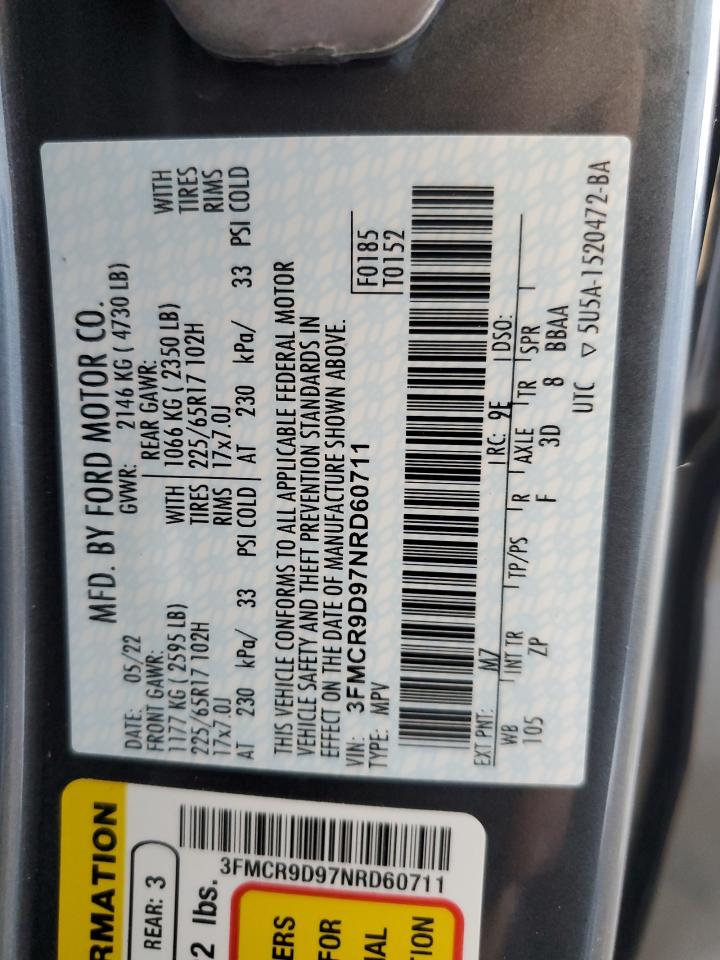 MFD. BY FORD MOTOR CO.
DATE: 05/22 GVWR: 2146 KG ( 4730 LB)
FRONT GAWR: REAR GAWR:
1177 KG ( 2595 LB) WITH 1066 KG ( 2350 LB) WITH
225/65R17 102H TIRES 225/65R17 102H TIRES
17x7.0J RIMS 17x7.0J RIMS
AT 230 kPa/ 33 PSI COLD AT 230 kPa/ 33 PSI COLD
THIS VEHICLE CONFORMS TO ALL APPLICABLE FEDERAL MOTOR
VEHICLE SAFETY AND THEFT PREVENTION STANDARDS IN
EFFECT ON THE DATE OF MANUFACTURE SHOWN ABOVE.
VIN: 3FMCR9D97NRD60711 F0185
TYPE: MPV T0152
EXT PNT: M7 RC: 9E DSO:
WB INT TR TP/PS R AXLE TR SPR
105 ZP F 3D 8 BBAA
UTC ▽ 5U5A-1520472-BA
RMATION
REAR: 3
2 lbs.
3FMCR9D97NRD60711
ERS
FOR
IAL
TION